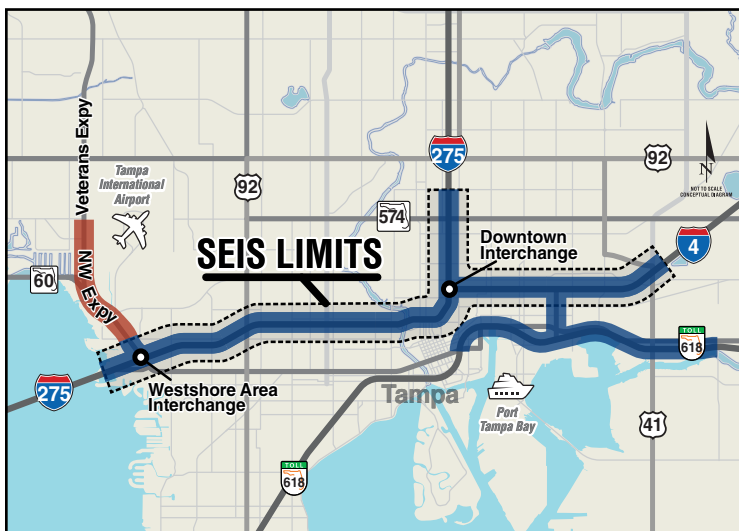 Veterans Expy
275
92
92
N
NOT TO SCALE
CONCEPTUAL DIAGRAM
Tampa
International
Airport
574
Downtown
Interchange
4
SEIS LIMITS
60
NW Expy
TOLL
618
275
Westshore Area
Interchange
Tampa
Port
Tampa Bay
41
TOLL
618